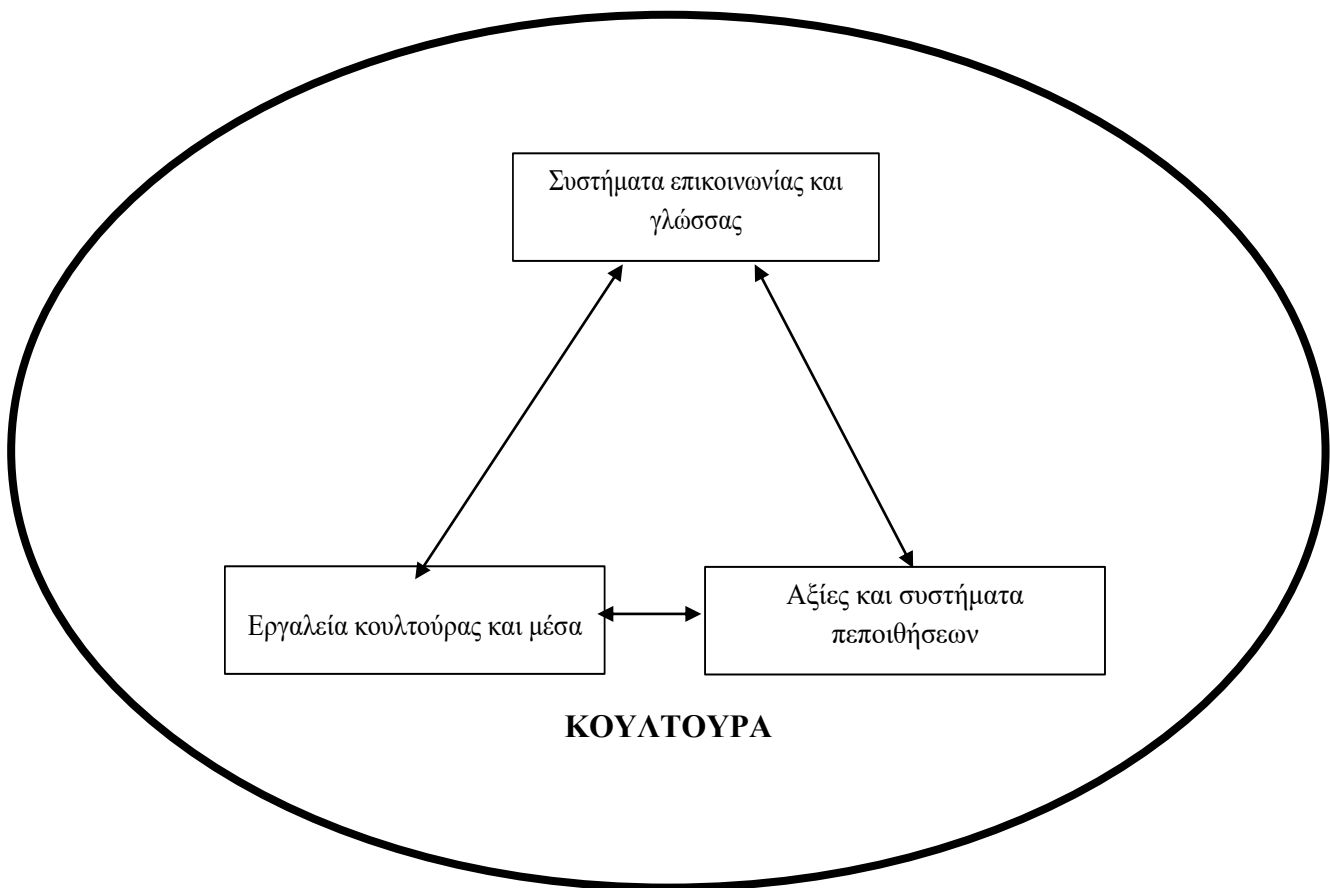 Συστήματα επικοινωνίας και
γλώσσας
Εργαλεία κουλτούρας και μέσα
Αξίες και συστήματα
πεποιθήσεων
ΚΟΥΛΤΟΥΡΑ